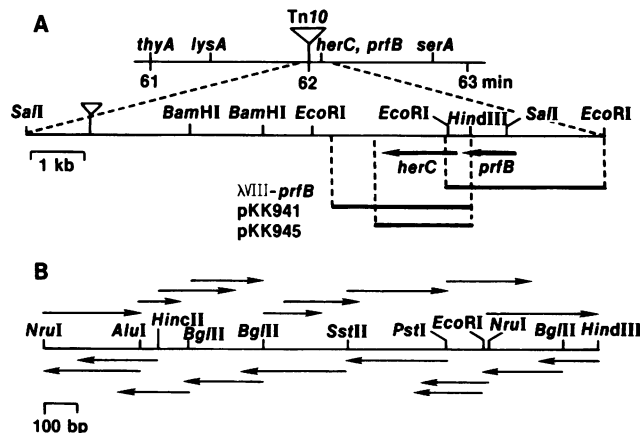 A
Tn10
thyA lysA herC, prfB serA
61 62 63 min
SalI BamHI BamHI EcoRI EcoRI HindIII SalI EcoRI
1 kb
herC prfB
λVIII-prfB
pKK941
pKK945
B
NruI AluI HincII BglII BglII SstII PstI EcoRI NruI BglII HindIII
100 bp